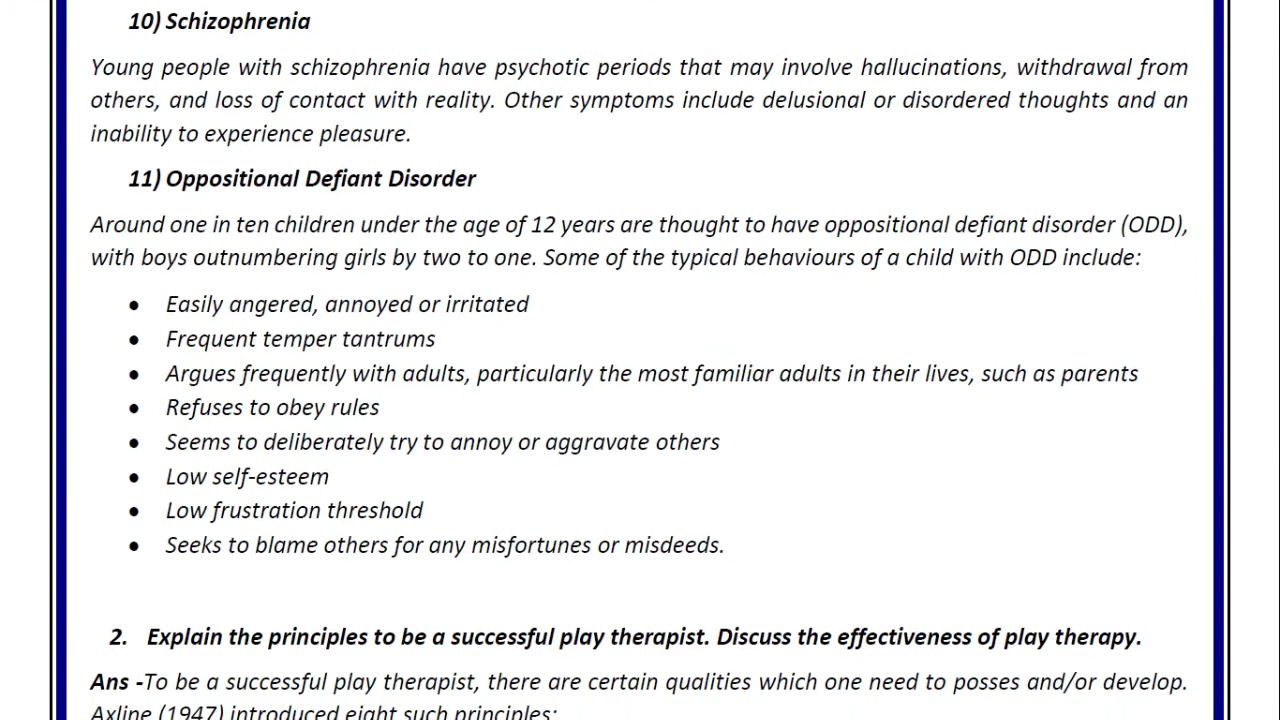 10) Schizophrenia
Young people with schizophrenia have psychotic periods that may involve hallucinations, withdrawal from
others, and loss of contact with reality. Other symptoms include delusional or disordered thoughts and an
inability to experience pleasure.
11) Oppositional Defiant Disorder
Around one in ten children under the age of 12 years are thought to have oppositional defiant disorder (ODD),
with boys outnumbering girls by two to one. Some of the typical behaviours of a child with ODD include:
• Easily angered, annoyed or irritated
• Frequent temper tantrums
• Argues frequently with adults, particularly the most familiar adults in their lives, such as parents
• Refuses to obey rules
• Seems to deliberately try to annoy or aggravate others
• Low self-esteem
• Low frustration threshold
• Seeks to blame others for any misfortunes or misdeeds.
2. Explain the principles to be a successful play therapist. Discuss the effectiveness of play therapy.
Ans -To be a successful play therapist, there are certain qualities which one need to posses and/or develop.
Axline (1947) introduced eight such principles: